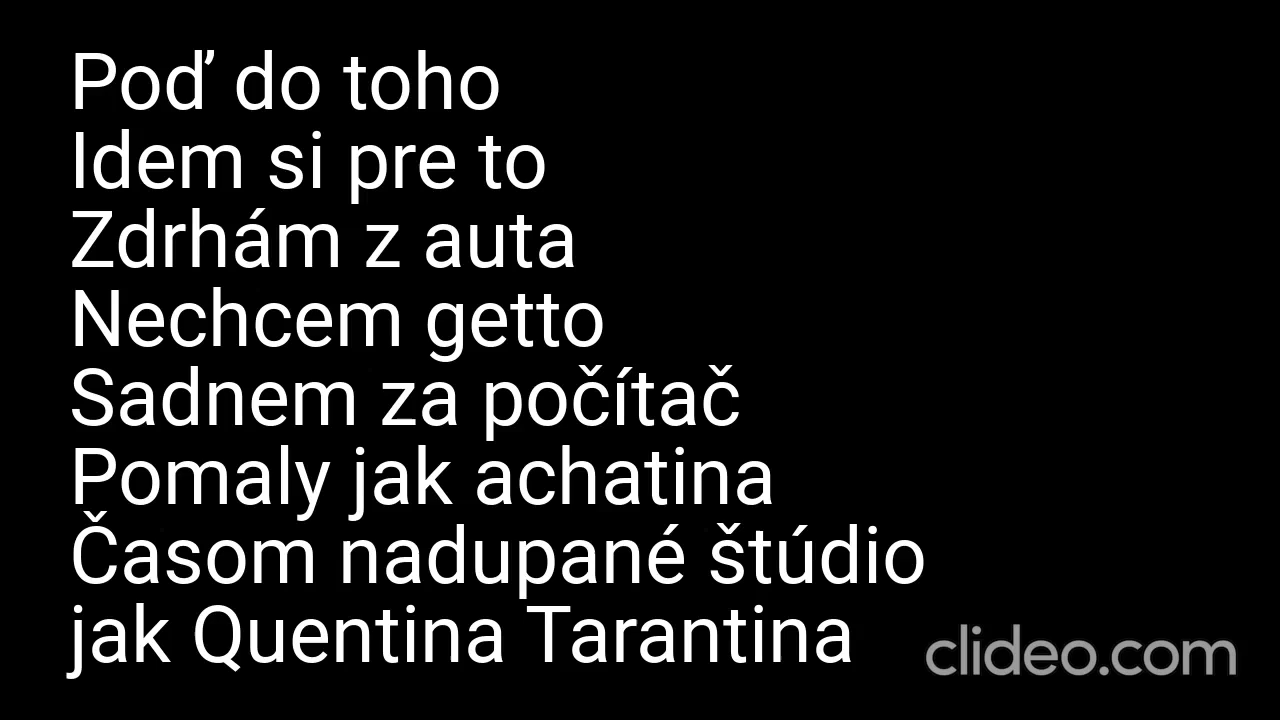 Poď do toho
Idem si pre to
Zdrhám z auta
Nechcem getto
Sadnem za počítač
Pomaly jak achatina
Časom nadupané štúdio
jak Quentina Tarantina
clideo.com